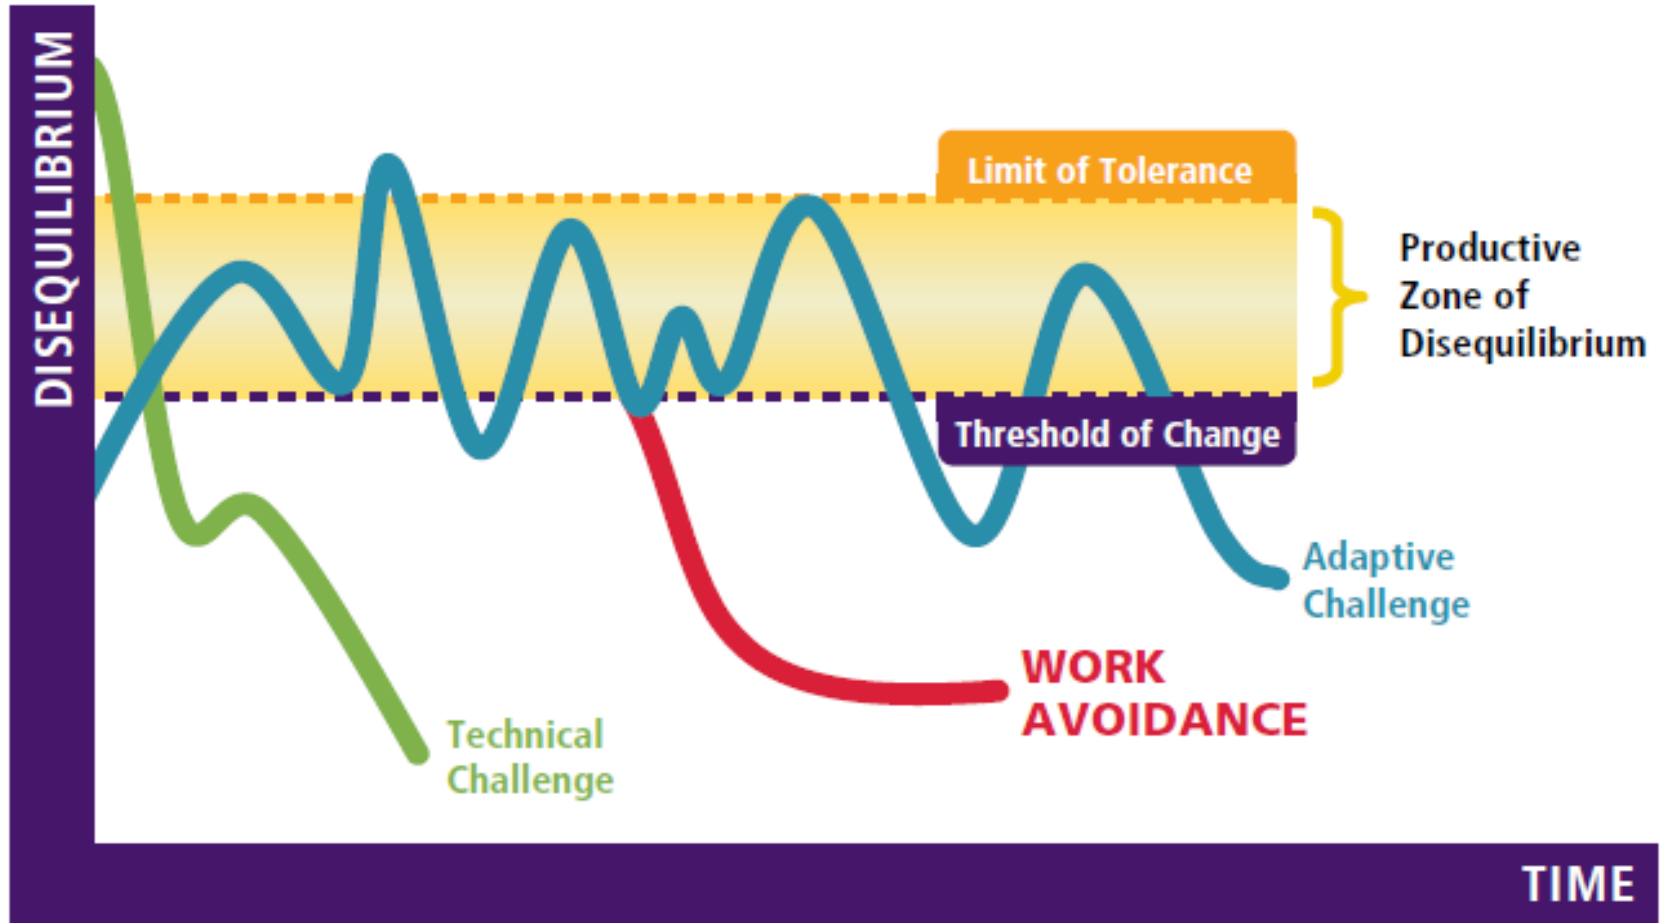 DISEQUILIBRIUM
Limit of Tolerance
Productive
Zone of
Disequilibrium
Threshold of Change
Adaptive
Challenge
WORK
AVOIDANCE
Technical
Challenge
TIME